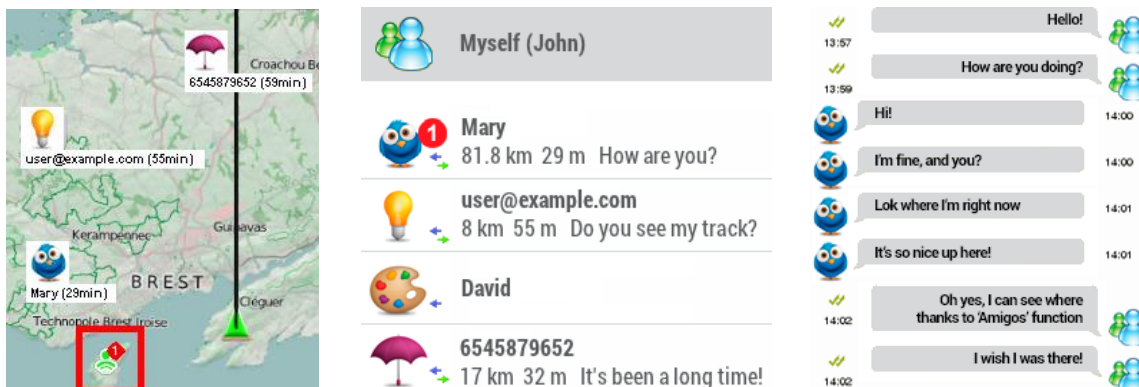 Croachou Be
6545879652 (59min)
user@example.com (55min)
Kerampennec
Guipavas
Mary (29min)
BREST
Cléguer
Technopole Brest Iroise
1
Myself (John)
Mary
1
81.8 km 29 m How are you?
user@example.com
8 km 55 m Do you see my track?
David
6545879652
17 km 32 m It's been a long time!
Hello!
13:57
How are you doing?
13:59
Hi!
14:00
I'm fine, and you?
14:00
Lok where I'm right now
14:01
It's so nice up here!
14:01
Oh yes, I can see where
thanks to 'Amigos' function
14:02
I wish I was there!
14:02